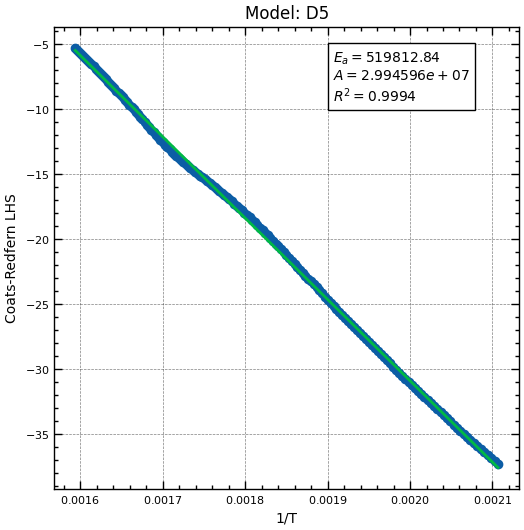 Model: D5
E_a = 519812.84
A = 2.994596e + 07
R² = 0.9994
Coats-Redfern LHS
−5
−10
−15
−20
−25
−30
−35
0.0016 0.0017 0.0018 0.0019 0.0020 0.0021
1/T